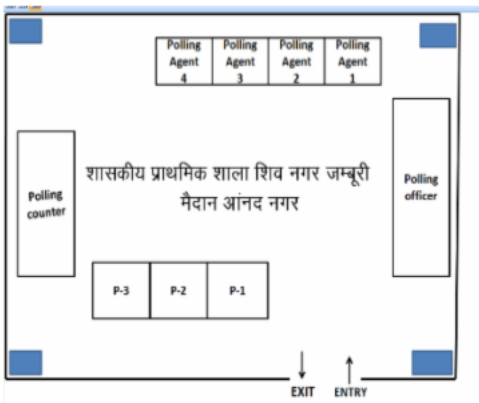 Polling Agent 4
Polling Agent 3
Polling Agent 2
Polling Agent 1
शासकीय प्राथमिक शाला शिव नगर जम्बूरी
मैदान आंनद नगर
Polling
counter
Polling
officer
P-3
P-2
P-1
EXIT
ENTRY